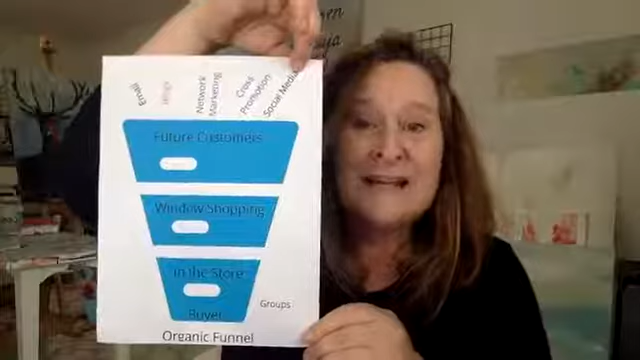 Email
Network
Marketing
Cross
Promotion
Social Media
Future Customers
Window Shopping
in the Store
Buyer
Groups
Organic Funnel